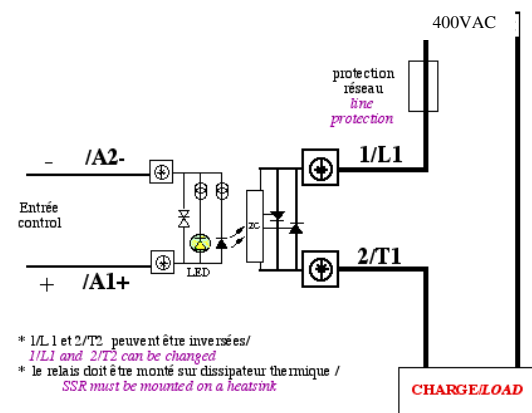 400VAC
protection
réseau
line
protection
- /A2-
1/L1
Entrée
control
ZC
LED
2/T1
+ /A1+
* 1/L1 et 2/T2 peuvent être inversées/
1/L1 and 2/T2 can be changed
* le relais doit être monté sur dissipateur thermique /
SSR must be mounted on a heatsink
CHARGE/LOAD